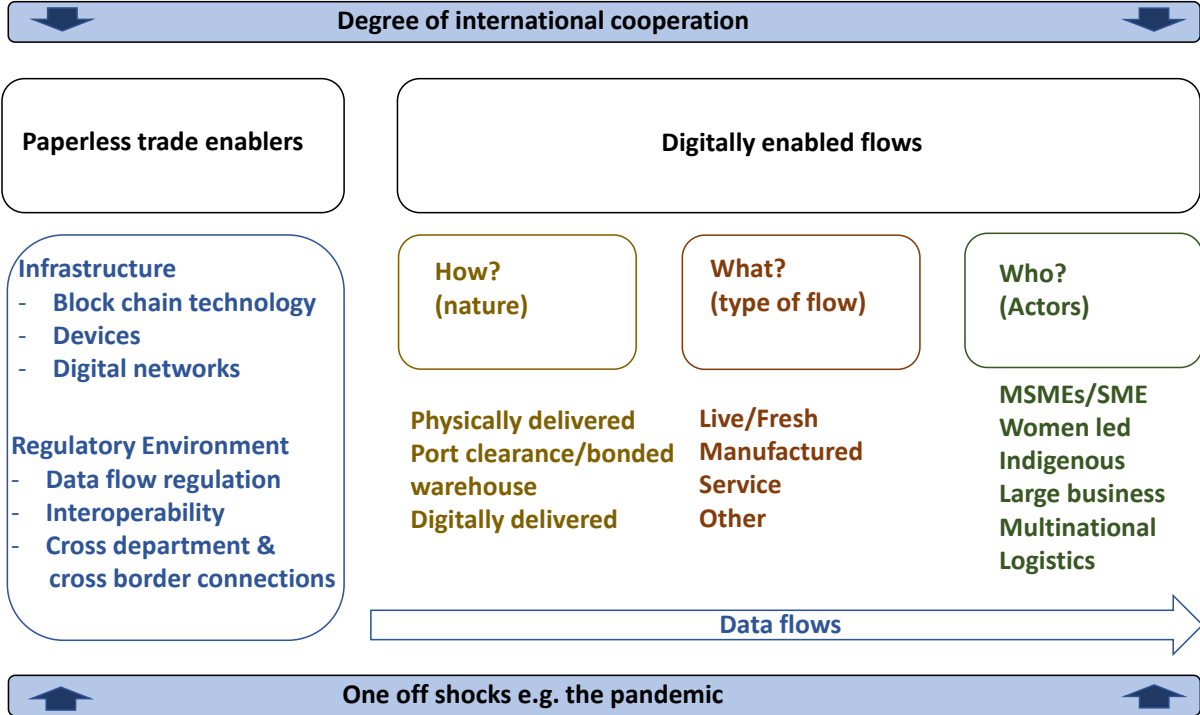 Degree of international cooperation
Paperless trade enablers
Digitally enabled flows
Infrastructure
- Block chain technology
- Devices
- Digital networks
Regulatory Environment
- Data flow regulation
- Interoperability
- Cross department &
cross border connections
How?
(nature)
Physically delivered
Port clearance/bonded
warehouse
Digitally delivered
What?
(type of flow)
Live/Fresh
Manufactured
Service
Other
Who?
(Actors)
MSMEs/SME
Women led
Indigenous
Large business
Multinational
Logistics
Data flows
One off shocks e.g. the pandemic